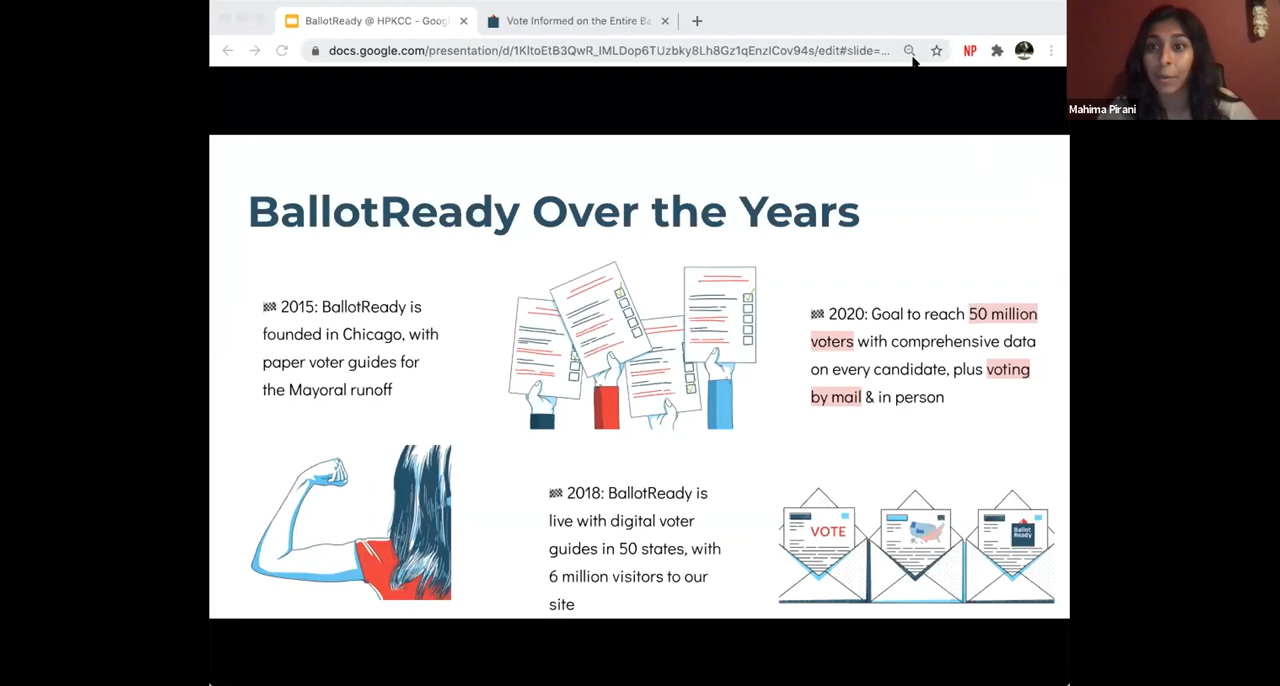 BallotReady @ HPKCC - Goog
Vote Informed on the Entire Ba
docs.google.com/presentation/d/1KltoEtB3QwR_IMLDop6TUzbky8Lh8Gz1qEnzlCov94s/edit#slide=...
NP
Mahima Pirani
BallotReady Over the Years
2015: BallotReady is
founded in Chicago, with
paper voter guides for
the Mayoral runoff
2020: Goal to reach 50 million
voters with comprehensive data
on every candidate, plus voting
by mail & in person
2018: BallotReady is
live with digital voter
guides in 50 states, with
6 million visitors to our
site
VOTE
Ballot
Ready